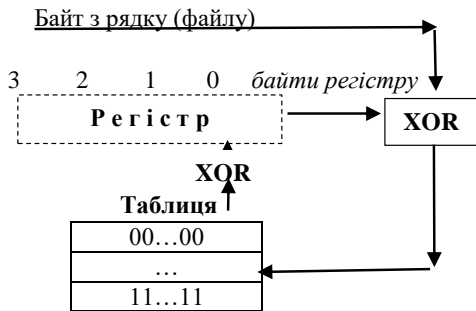 Байт з рядку (файлу)
3 2 1 0 байти регістру
Регістр
XOR
XOR
Таблиця
00...00
...
11...11